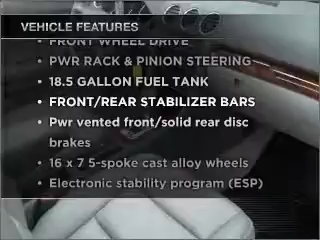 VEHICLE FEATURES
• FRONT WHEEL DRIVE
• PWR RACK & PINION STEERING
• 18.5 GALLON FUEL TANK
• FRONT/REAR STABILIZER BARS
• Pwr vented front/solid rear disc
brakes
• 16 x 7 5-spoke cast alloy wheels
• Electronic stability program (ESP)